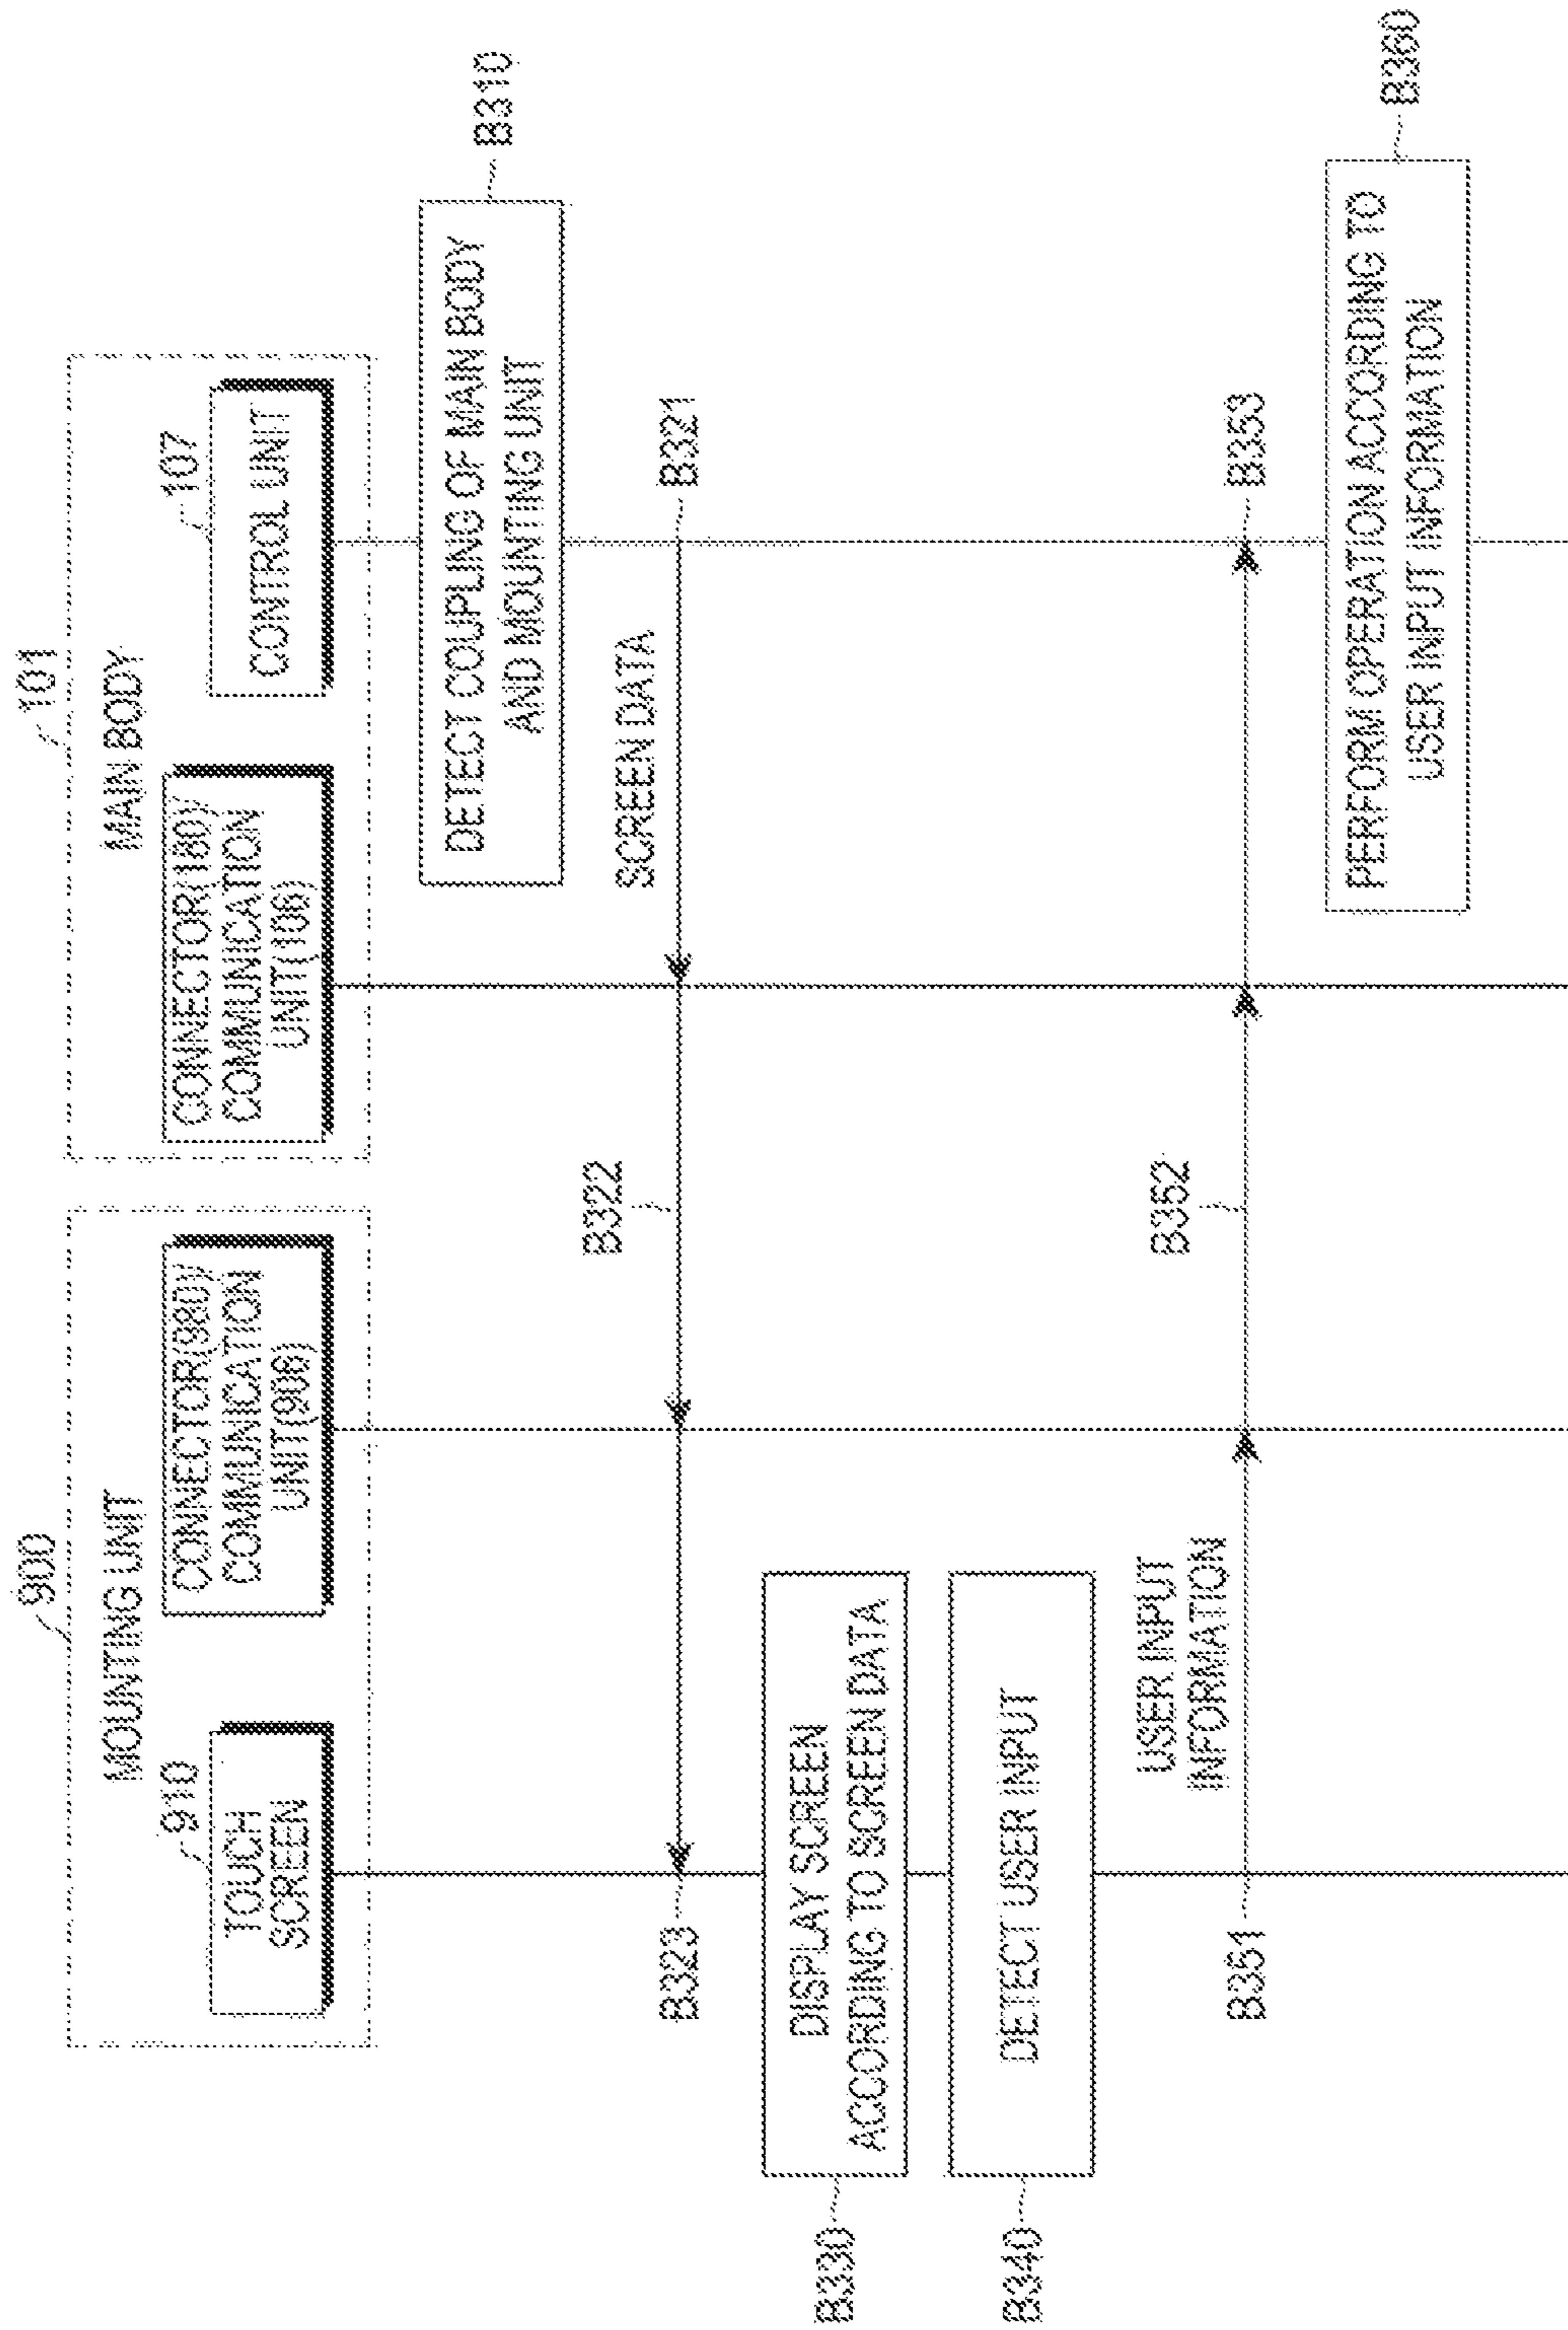 900
MOUNTING UNIT
910
TOUCH
SCREEN
CONNECTOR(980)/
COMMUNICATION
UNIT(906)
101
MAIN BODY
CONNECTOR(180)/
COMMUNICATION
UNIT(106)
107
CONTROL UNIT
DETECT COUPLING OF MAIN BODY
AND MOUNTING UNIT
B310
SCREEN DATA
B321
B322
B323
B330
DISPLAY SCREEN
ACCORDING TO SCREEN DATA
B340
DETECT USER INPUT
USER INPUT
INFORMATION
B351
B352
B353
PERFORM OPERATION ACCORDING TO
USER INPUT INFORMATION
B360